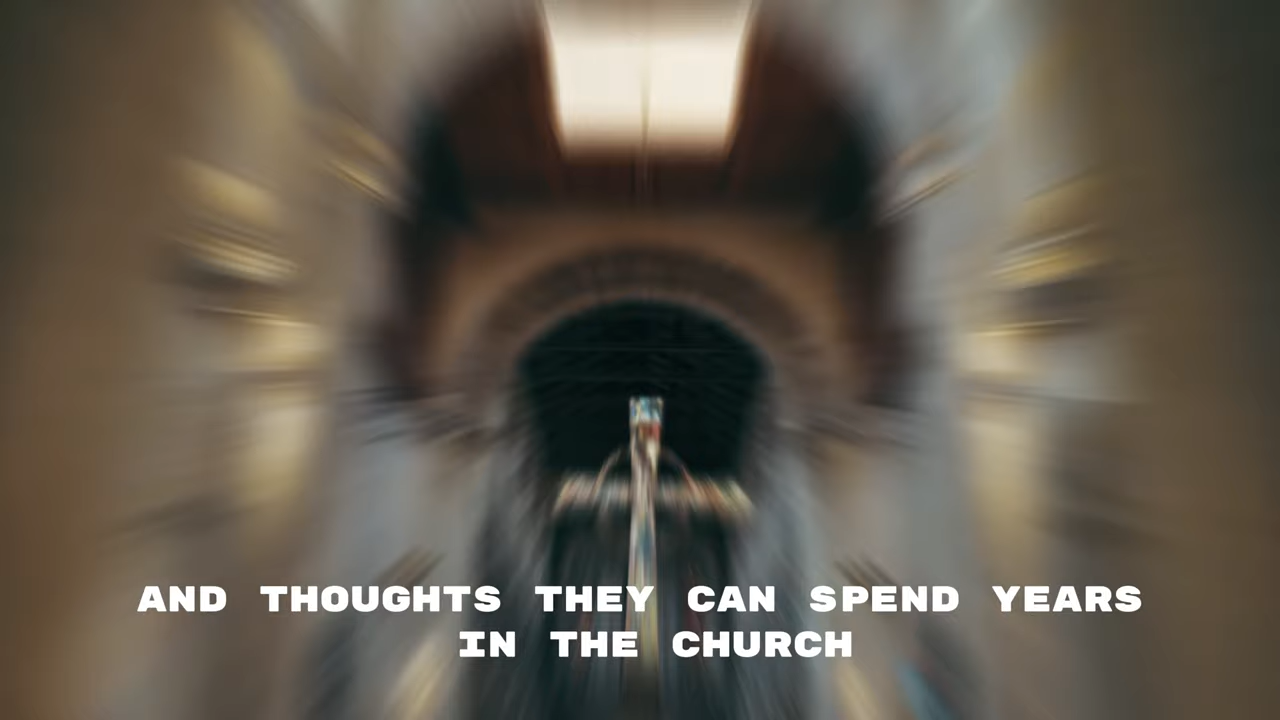 AND THOUGHTS THEY CAN SPEND YEARS
IN THE CHURCH